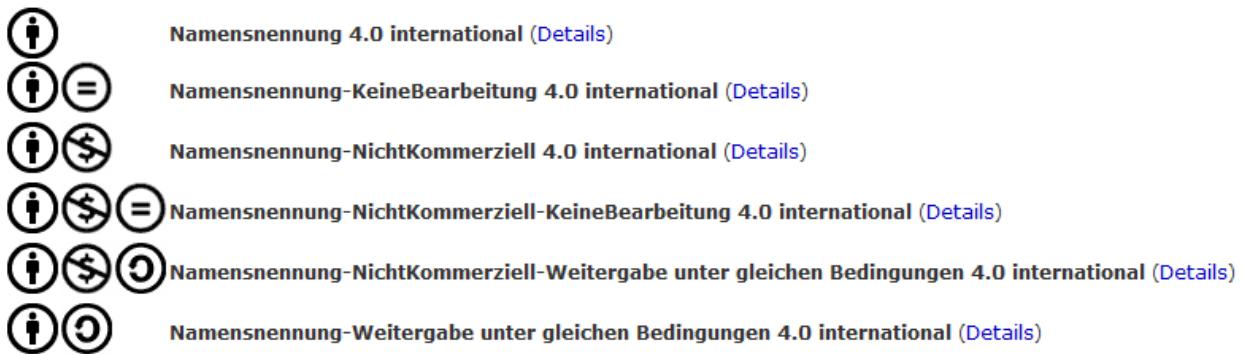 Namensnennung 4.0 international (Details)
Namensnennung-KeineBearbeitung 4.0 international (Details)
Namensnennung-NichtKommerziell 4.0 international (Details)
Namensnennung-NichtKommerziell-KeineBearbeitung 4.0 international (Details)
Namensnennung-NichtKommerziell-Weitergabe unter gleichen Bedingungen 4.0 international (Details)
Namensnennung-Weitergabe unter gleichen Bedingungen 4.0 international (Details)